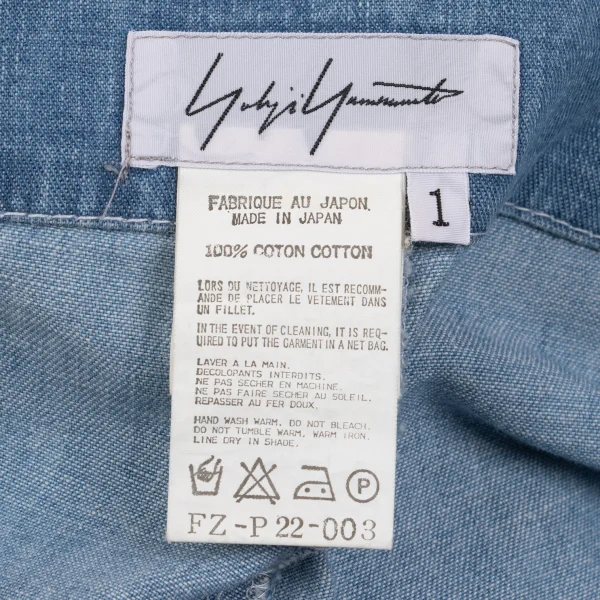 Yohji Yamamoto
1
FABRIQUE AU JAPON.
MADE IN JAPAN
100% COTON COTTON
LORS OU NETTOYAGE, IL EST RECOMM-
ANDE DE PLACER LE VETEMENT DANS
UN FILLET.
IN THE EVENT OF CLEANING, IT IS REQ-
UIRED TO PUT THE GARMENT IN A NET BAG.
LAVER A LA MAIN.
DECOLOPANTS INTERDITS.
NE PAS SECHER EN MACHINE.
NE PAS FAIRE SECHER AU SOLEIL.
REPASSER AU FER DOUX.
HAND WASH WARM. DO NOT BLEACH.
DO NOT TUMBLE WARM. WARM IRON.
LINE DRY IN SHADE.
P
FZ-P22-003